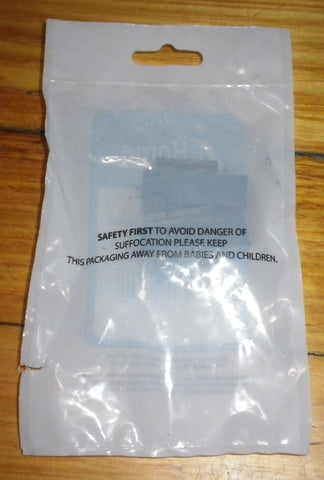 SAFETY FIRST TO AVOID DANGER OF
SUFFOCATION PLEASE KEEP
THIS PACKAGING AWAY FROM BABIES AND CHILDREN.